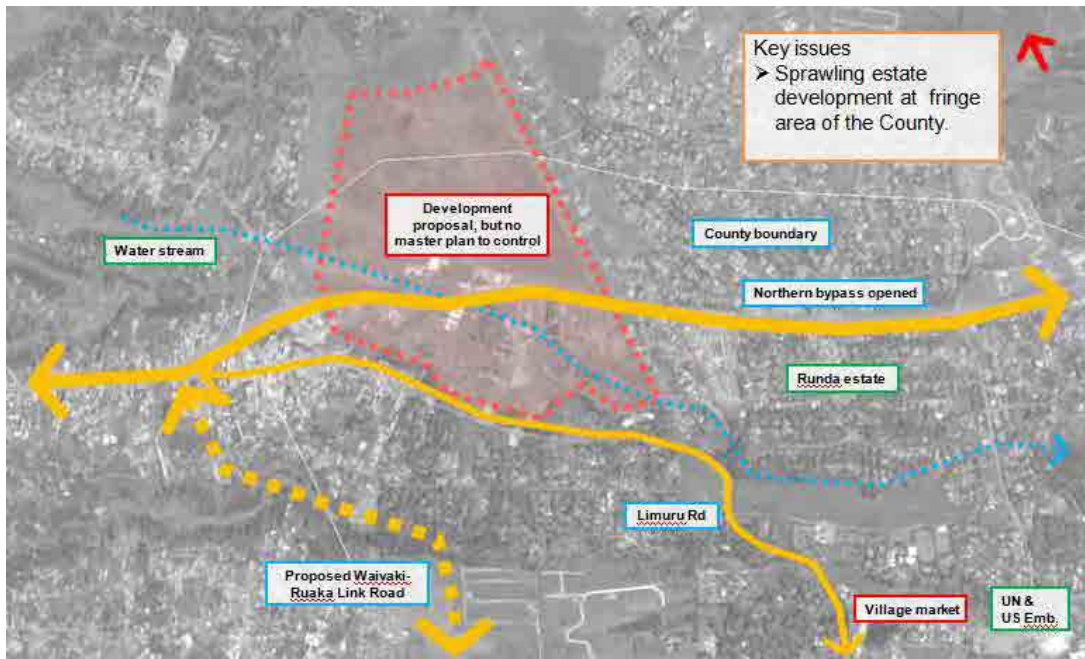 Key issues
➤ Sprawling estate
development at fringe
area of the County.
Development
proposal, but no
master plan to control
County boundary
Water stream
Northern bypass opened
Runda estate
Limuru Rd
Proposed Waivaki-
Ruaka Link Road
Village market
UN &
US Emb.